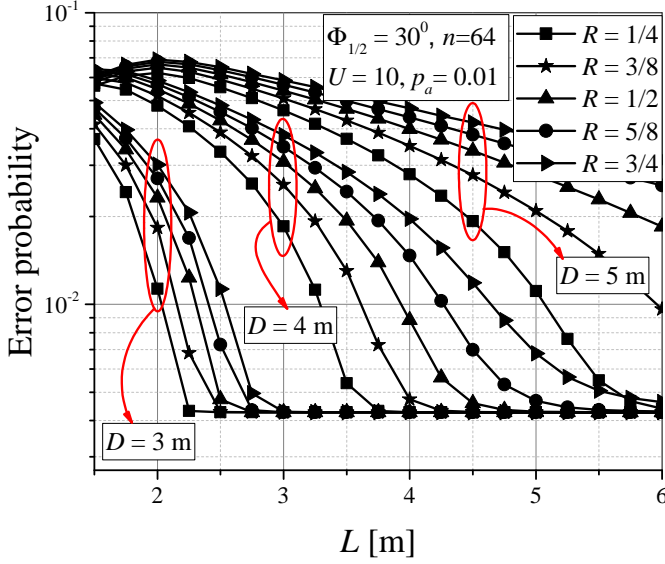 10⁻¹
Φ₁/₂ = 30⁰, n=64
U = 10, pₐ = 0.01
R = 1/4
R = 3/8
R = 1/2
R = 5/8
R = 3/4
Error probability
D = 5 m
10⁻²
D = 4 m
D = 3 m
2 3 4 5 6
L [m]